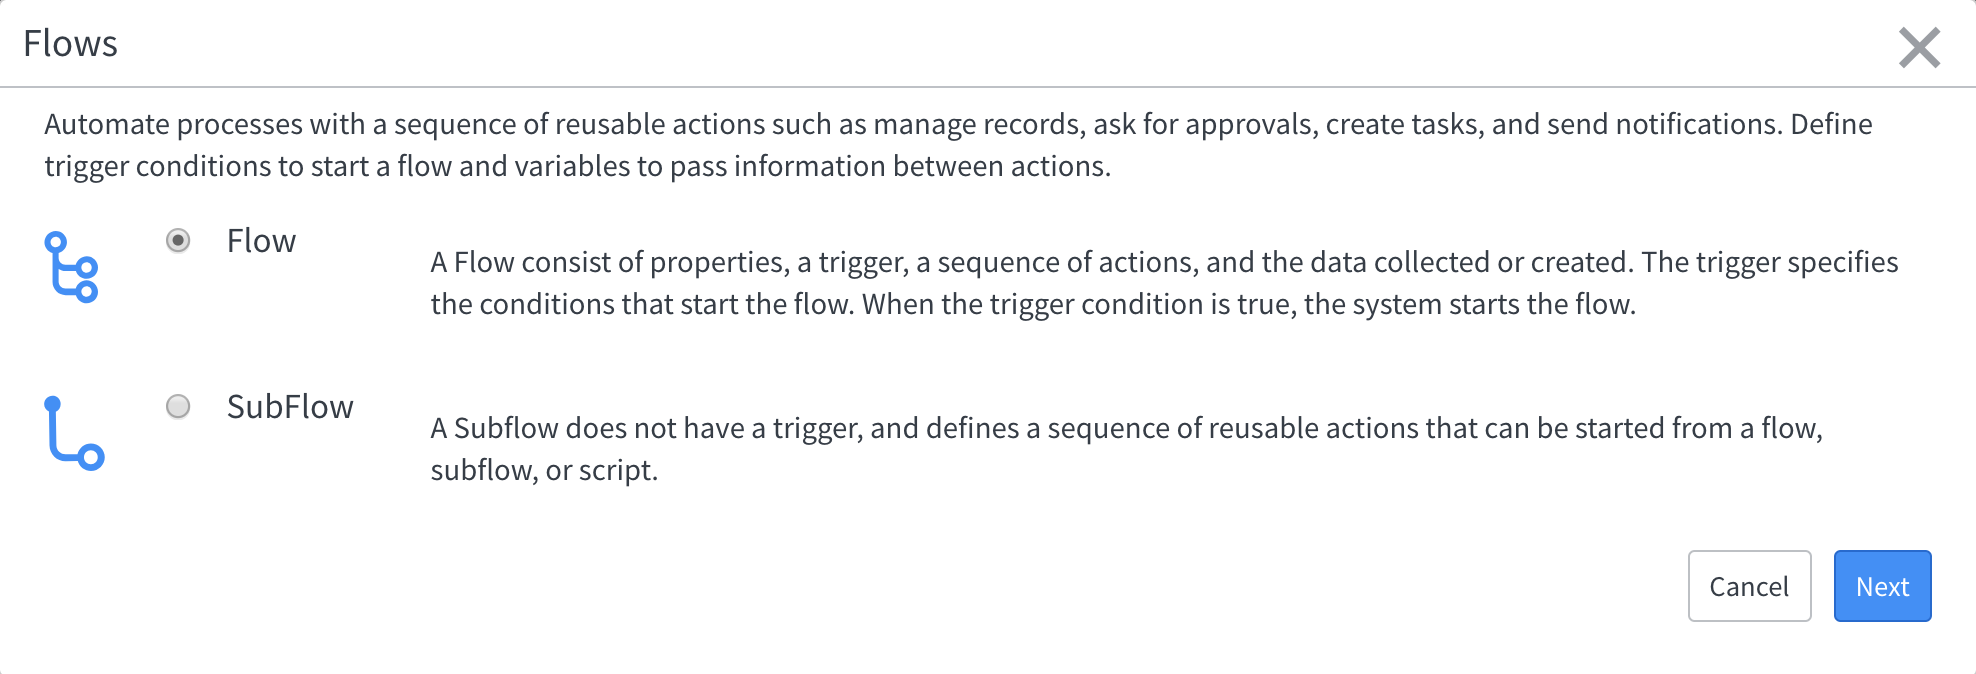 Flows
Automate processes with a sequence of reusable actions such as manage records, ask for approvals, create tasks, and send notifications. Define
trigger conditions to start a flow and variables to pass information between actions.
Flow
A Flow consist of properties, a trigger, a sequence of actions, and the data collected or created. The trigger specifies
the conditions that start the flow. When the trigger condition is true, the system starts the flow.
SubFlow
A Subflow does not have a trigger, and defines a sequence of reusable actions that can be started from a flow,
subflow, or script.
Cancel
Next